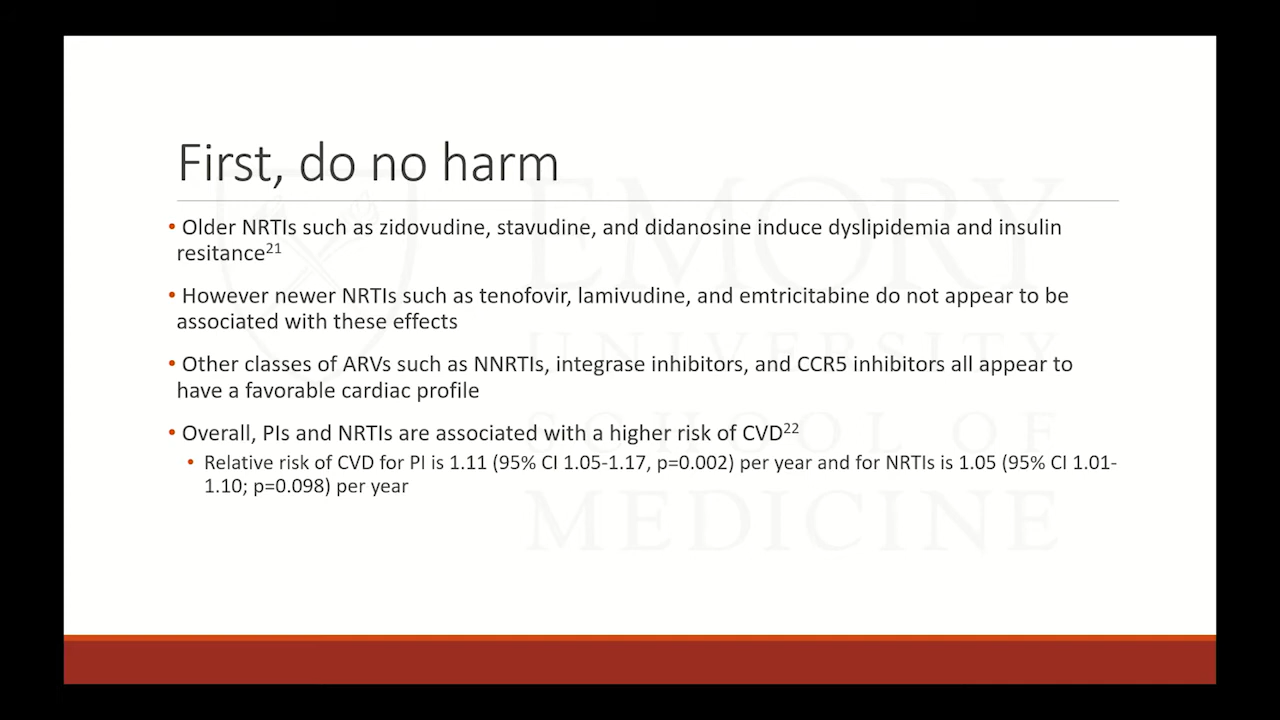 First, do no harm
• Older NRTIs such as zidovudine, stavudine, and didanosine induce dyslipidemia and insulin
resitance21
• However newer NRTIs such as tenofovir, lamivudine, and emtricitabine do not appear to be
associated with these effects
• Other classes of ARVs such as NNRTIs, integrase inhibitors, and CCR5 inhibitors all appear to
have a favorable cardiac profile
• Overall, PIs and NRTIs are associated with a higher risk of CVD22
• Relative risk of CVD for PI is 1.11 (95% CI 1.05-1.17, p=0.002) per year and for NRTIs is 1.05 (95% CI 1.01-
1.10; p=0.098) per year
EMORY
UNIVERSITY
SCHOOL OF
MEDICINE